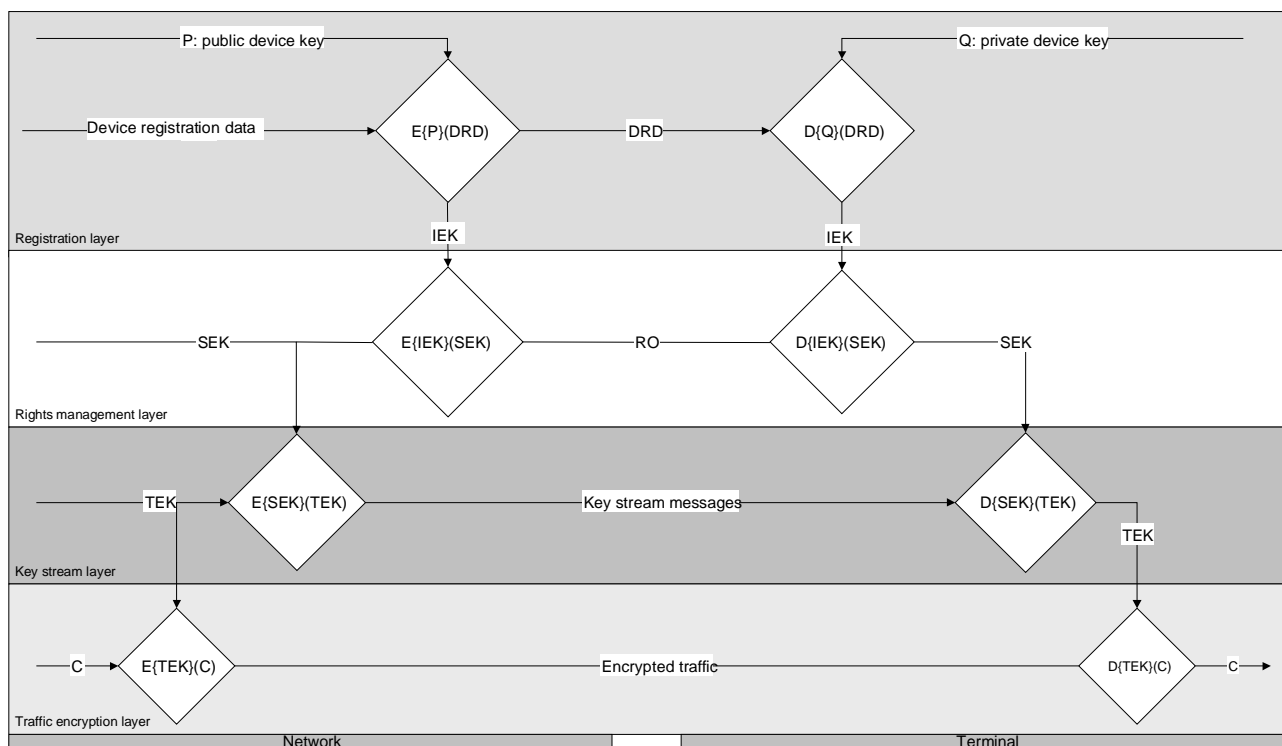 P: public device key
Q: private device key
Device registration data
E{P}(DRD)
DRD
D{Q}(DRD)
IEK
IEK
Registration layer
SEK
E{IEK}(SEK)
RO
D{IEK}(SEK)
SEK
Rights management layer
TEK
E{SEK}(TEK)
Key stream messages
D{SEK}(TEK)
TEK
Key stream layer
C
E{TEK}(C)
Encrypted traffic
D{TEK}(C)
C
Traffic encryption layer
Network
Terminal